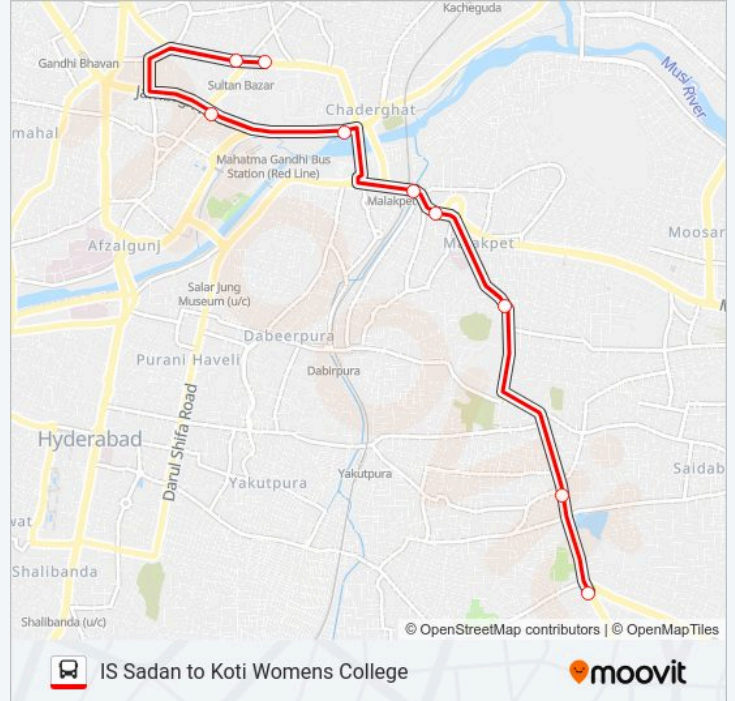 Kacheguda
Gandhi Bhavan
Musi River
Sultan Bazar
Chaderghat
mahal
Mahatma Gandhi Bus
Station (Red Line)
Malakpet
Malakpet
Moosar
Afzalgunj
Salar Jung
Museum (u/c)
Dabeerpura
Purani Haveli
Dabirpura
Darul Shifa Road
Hyderabad
Yakutpura
Yakutpura
Saidab
wat
Shalibanda
Shalibanda (u/c)
© OpenStreetMap contributors | © OpenMapTiles
IS Sadan to Koti Womens College
moovit